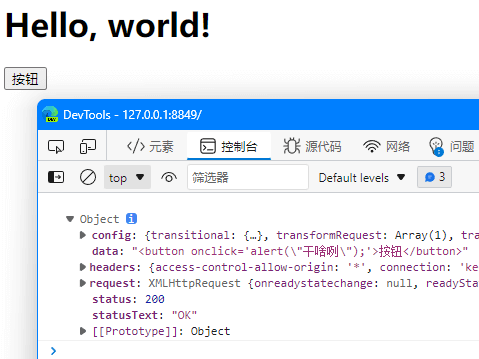 Hello, world!
按钮
DevTools - 127.0.0.1:8849/
元素 控制台 源代码 网络 问题
top 筛选器 Default levels 3
Object
config: {transitional: {…}, transformRequest: Array(1), tra
data: "<button onclick='alert(\"干啥咧\");'>按钮</button>"
headers: {access-control-allow-origin: '*', connection: 'ke
request: XMLHttpRequest {onreadystatechange: null, readySta
status: 200
statusText: "OK"
[[Prototype]]: Object